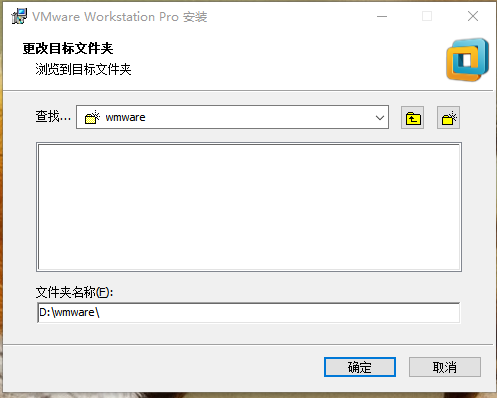 VMware Workstation Pro 安装
更改目标文件夹
浏览到目标文件夹
查找... wmware
文件夹名称(F):
D:\wmware\
确定 取消